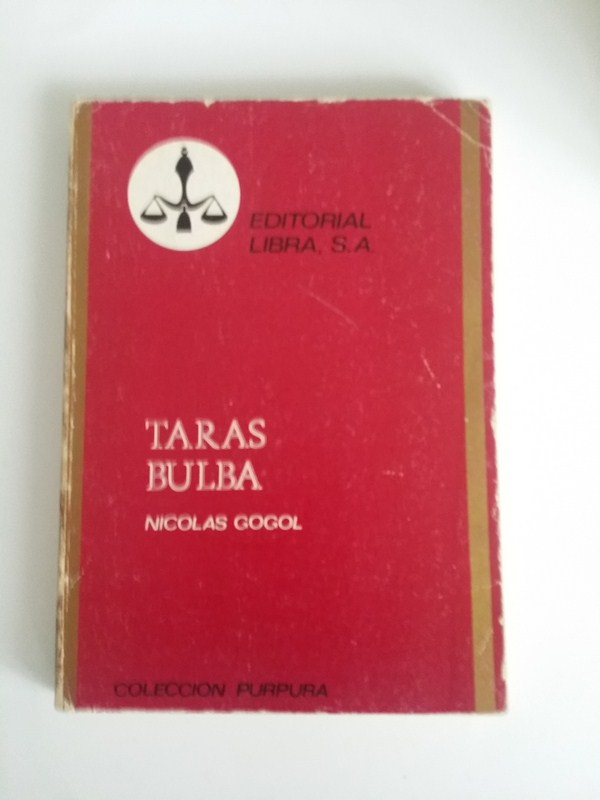 EDITORIAL
LIBRA, S.A.
TARAS
BULBA
NICOLAS GOGOL
COLECCION PURPURA